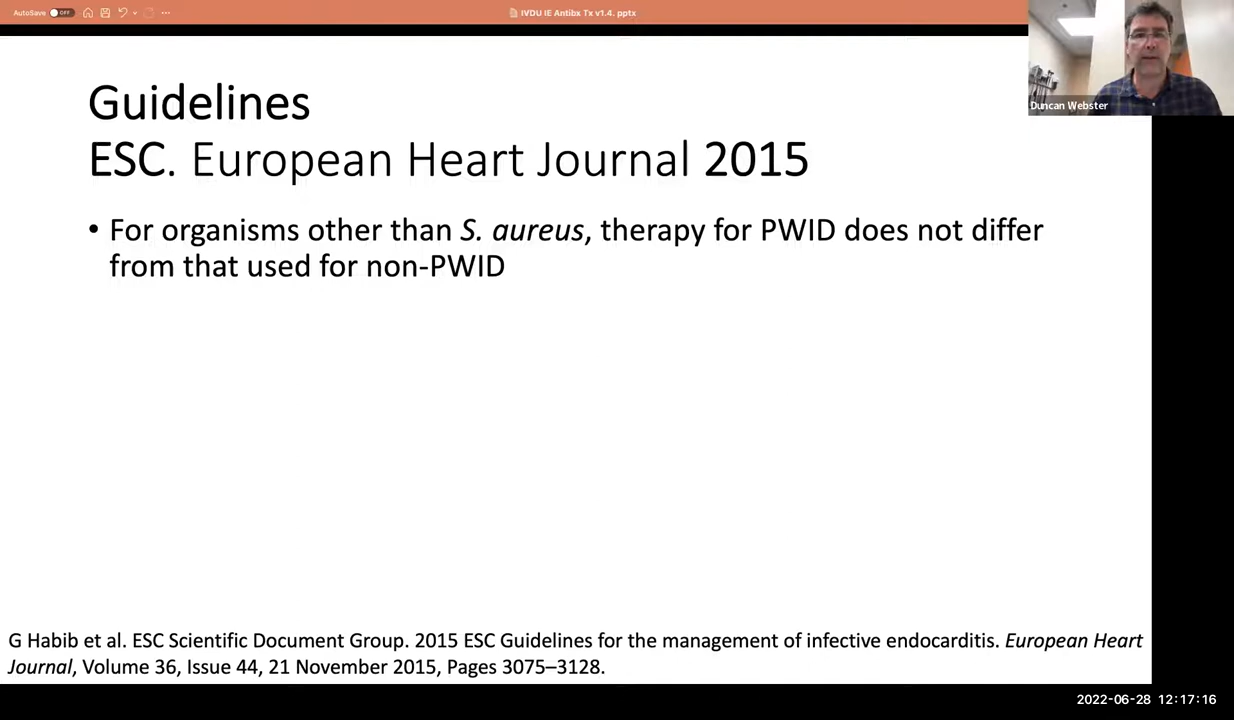 AutoSave OFF
IVDU IE Antibx Tx v1.4. pptx
Duncan Webster
Guidelines
ESC. European Heart Journal 2015
• For organisms other than S. aureus, therapy for PWID does not differ
from that used for non-PWID
G Habib et al. ESC Scientific Document Group. 2015 ESC Guidelines for the management of infective endocarditis. European Heart
Journal, Volume 36, Issue 44, 21 November 2015, Pages 3075–3128.
2022-06-28 12:17:16